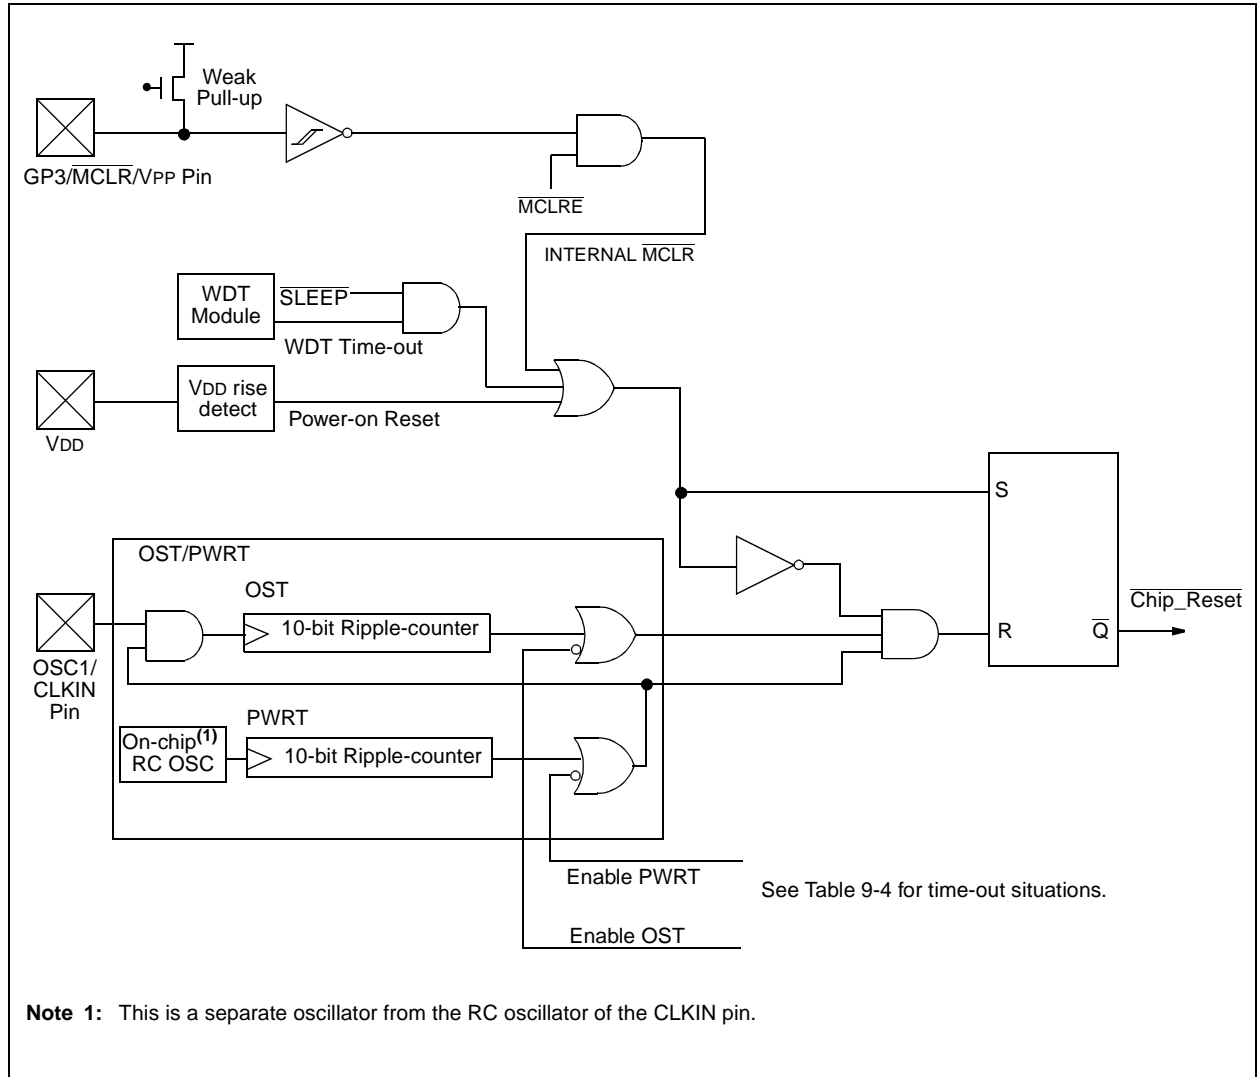 Weak
Pull-up
GP3/MCLR/VPP Pin
MCLRE
INTERNAL MCLR
WDT
Module
SLEEP
WDT Time-out
VDD rise
detect
Power-on Reset
VDD
S
OST/PWRT
OST
10-bit Ripple-counter
Chip_Reset
R
Q
OSC1/
CLKIN
Pin
PWRT
On-chip(1)
RC OSC
10-bit Ripple-counter
Enable PWRT
See Table 9-4 for time-out situations.
Enable OST
Note 1: This is a separate oscillator from the RC oscillator of the CLKIN pin.